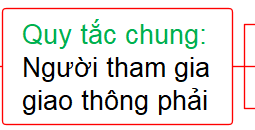 Quy tắc chung:
Người tham gia
giao thông phải